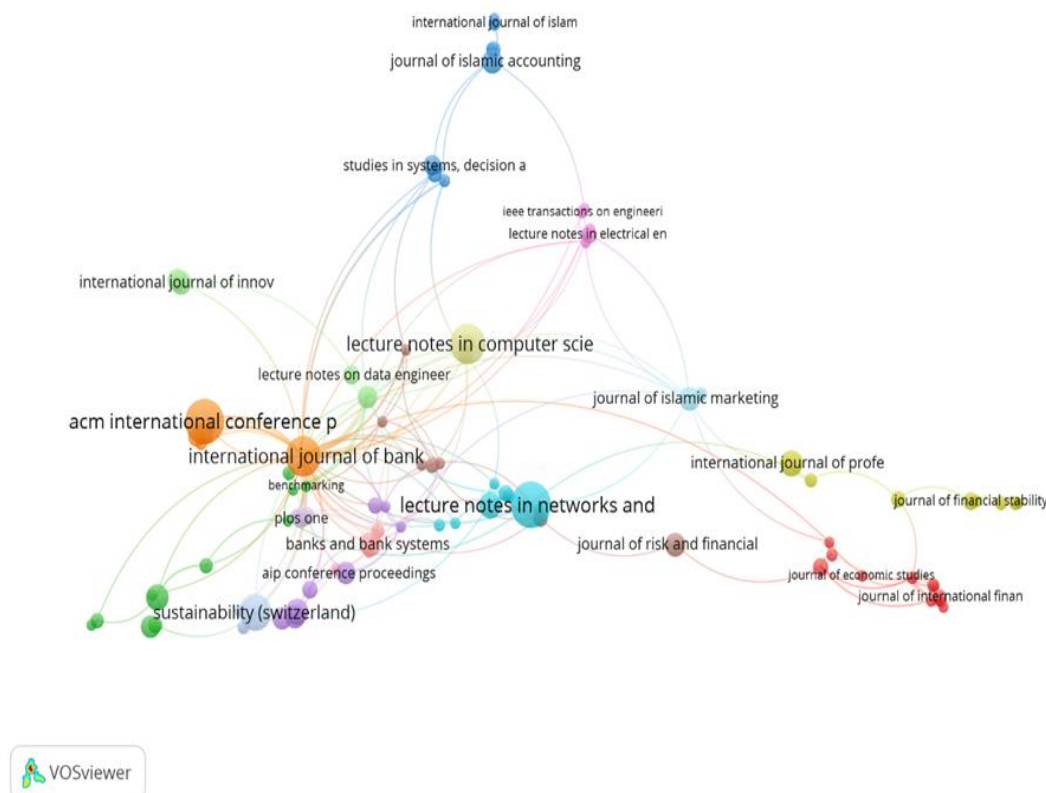 international journal of islam
journal of islamic accounting
studies in systems, decision a
ieee transactions on engineeri
lecture notes in electrical en
international journal of innov
lecture notes in computer scie
lecture notes on data engineer
journal of islamic marketing
acm international conference p
international journal of bank
international journal of profe
benchmarking
journal of financial stability
lecture notes in networks and
plos one
banks and bank systems
journal of risk and financial
aip conference proceedings
journal of economic studies
journal of international finan
sustainability (switzerland)
VOSviewer